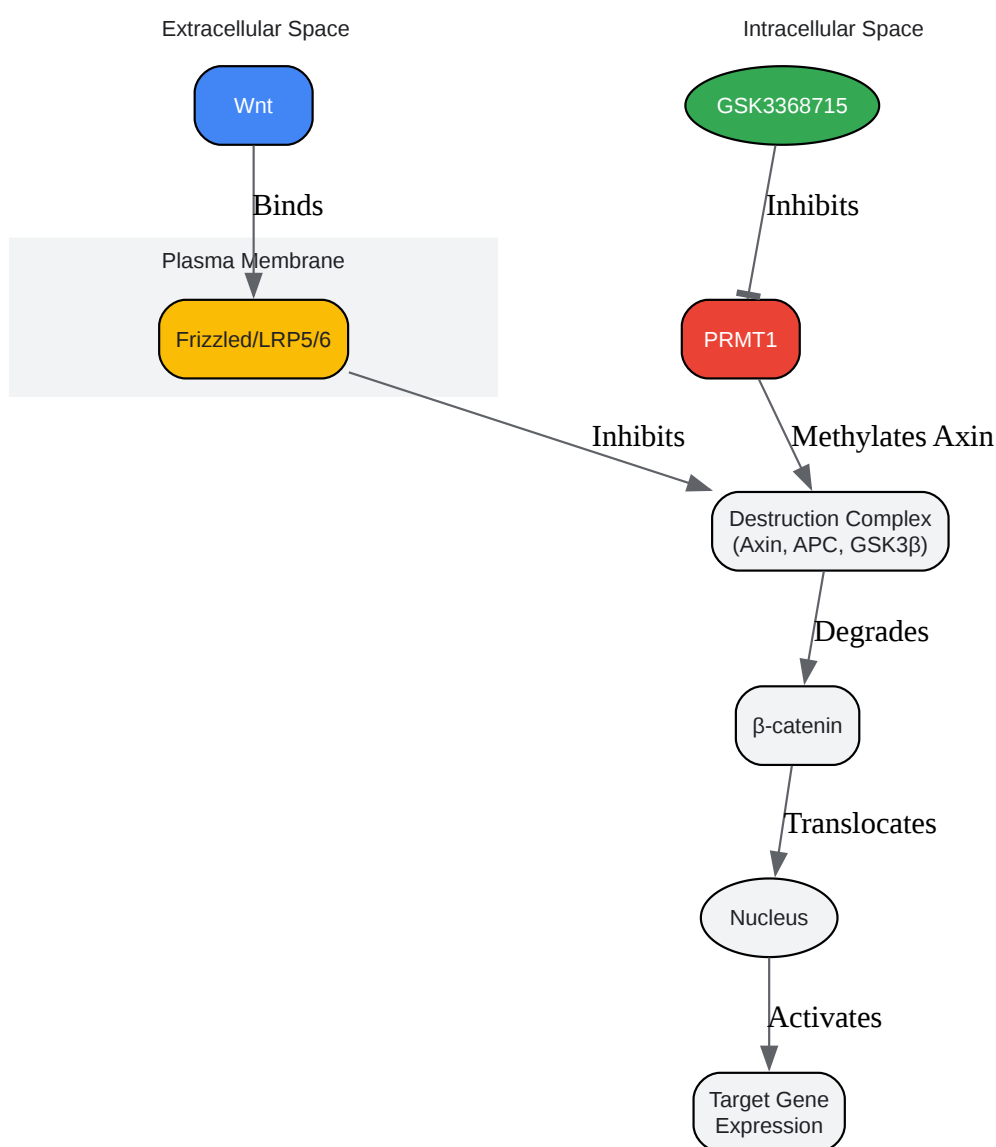 Extracellular Space
Intracellular Space
Wnt
GSK3368715
Binds
Inhibits
Plasma Membrane
Frizzled/LRP5/6
PRMT1
Inhibits
Methylates Axin
Destruction Complex
(Axin, APC, GSK3β)
Degrades
β-catenin
Translocates
Nucleus
Activates
Target Gene
Expression